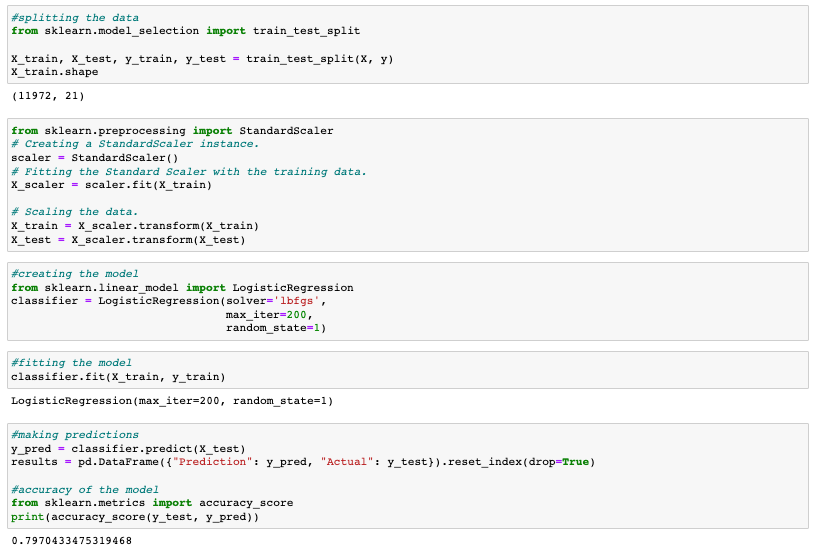 #splitting the data
from sklearn.model_selection import train_test_split
X_train, X_test, y_train, y_test = train_test_split(X, y)
X_train.shape
(11972, 21)
from sklearn.preprocessing import StandardScaler
# Creating a StandardScaler instance.
scaler = StandardScaler()
# Fitting the Standard Scaler with the training data.
X_scaler = scaler.fit(X_train)
# Scaling the data.
X_train = X_scaler.transform(X_train)
X_test = X_scaler.transform(X_test)
#creating the model
from sklearn.linear_model import LogisticRegression
classifier = LogisticRegression(solver='lbfgs',
max_iter=200,
random_state=1)
#fitting the model
classifier.fit(X_train, y_train)
LogisticRegression(max_iter=200, random_state=1)
#making predictions
y_pred = classifier.predict(X_test)
results = pd.DataFrame({"Prediction": y_pred, "Actual": y_test}).reset_index(drop=True)
#accuracy of the model
from sklearn.metrics import accuracy_score
print(accuracy_score(y_test, y_pred))
0.7970433475319468